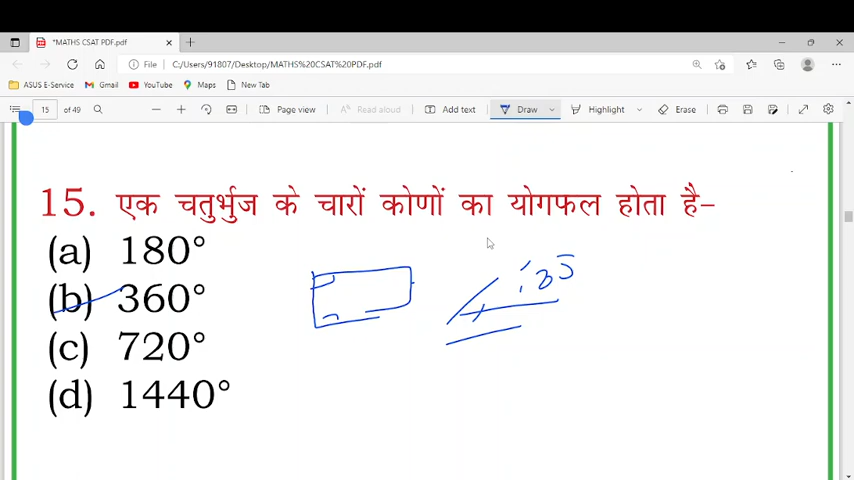 *MATHS CSAT PDF.pdf
File C:/Users/91807/Desktop/MATHS%20CSAT%20PDF.pdf
ASUS E-Service Gmail YouTube Maps New Tab
15 of 49 Page view Read aloud Add text Draw Highlight Erase
15. एक चतुर्भुज के चारों कोणों का योगफल होता है-
(a) 180°
(b) 360°
(c) 720°
(d) 1440°